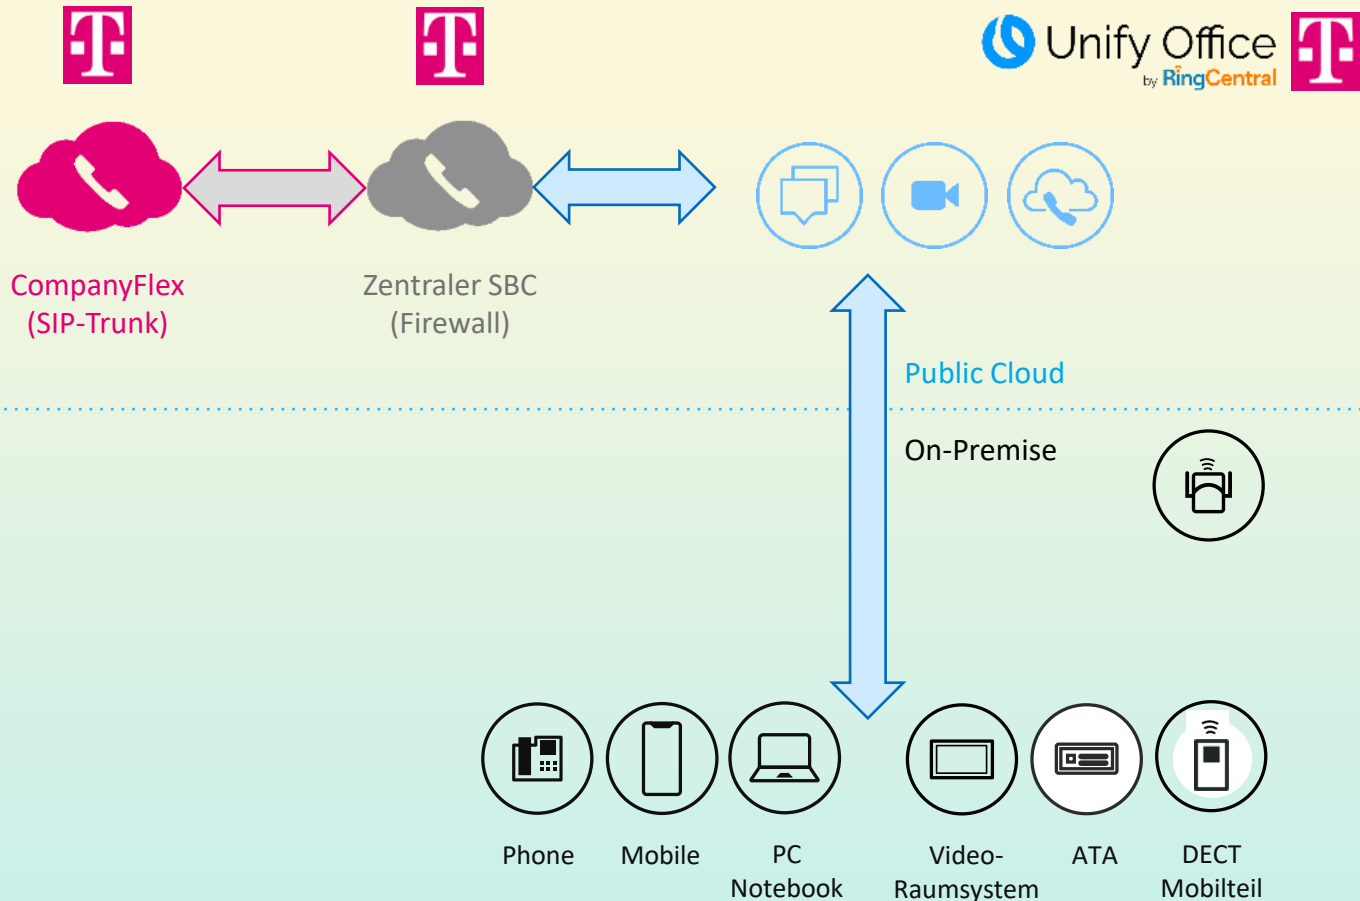 T
T
Unify Office
by RingCentral
T
CompanyFlex
(SIP-Trunk)
Zentraler SBC
(Firewall)
Public Cloud
On-Premise
Phone
Mobile
PC
Notebook
Video-
Raumsystem
ATA
DECT
Mobilteil